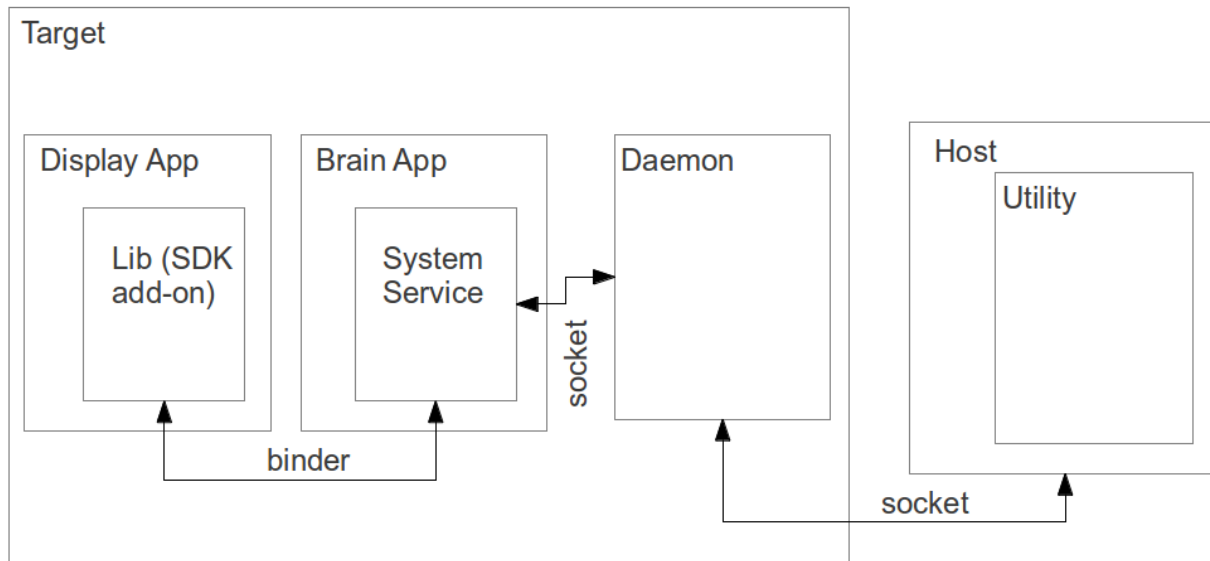 Target
Display App
Brain App
Daemon
Host
Utility
Lib (SDK
add-on)
System
Service
socket
binder
socket